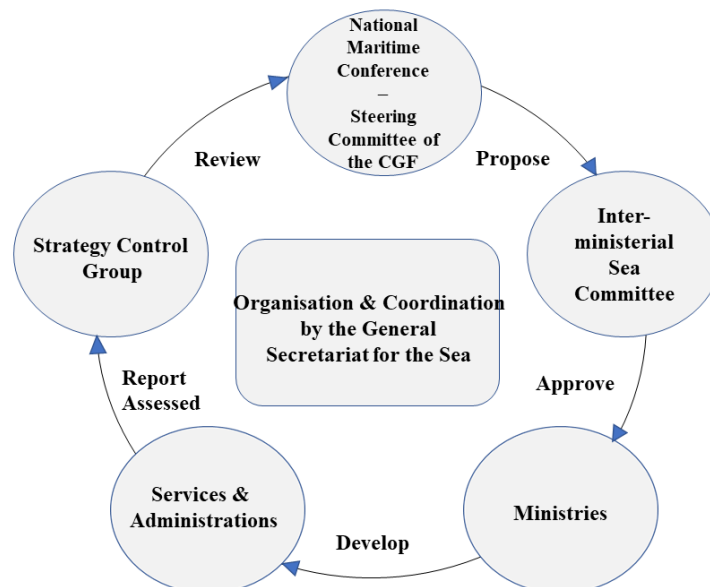 National
Maritime
Conference
–
Steering
Committee of
the CGF
Propose
Inter-
ministerial
Sea
Committee
Approve
Ministries
Develop
Services &
Administrations
Report
Assessed
Strategy Control
Group
Review
Organisation & Coordination
by the General
Secretariat for the Sea